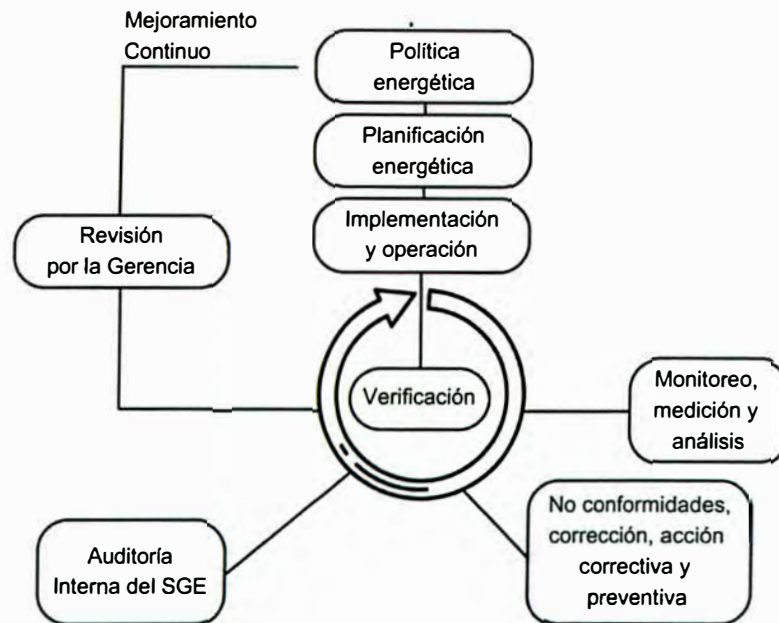 Mejoramiento
Continuo
Política
energética
Planificación
energética
Implementación
y operación
Revisión
por la Gerencia
Verificación
Monitoreo,
medición y
análisis
No conformidades,
corrección, acción
correctiva y
preventiva
Auditoría
Interna del SGE